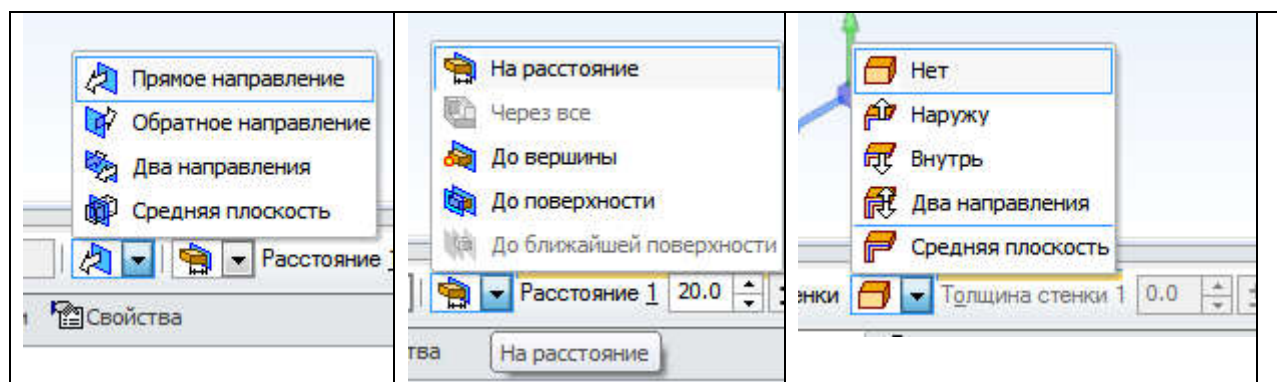 Прямое направление
Обратное направление
Два направления
Средняя плоскость
Расстояние
Свойства
На расстояние
Через все
До вершины
До поверхности
До ближайшей поверхности
Расстояние 1 20.0
тва
На расстояние
Нет
Наружу
Внутрь
Два направления
Средняя плоскость
енки Толщина стенки 1 0.0